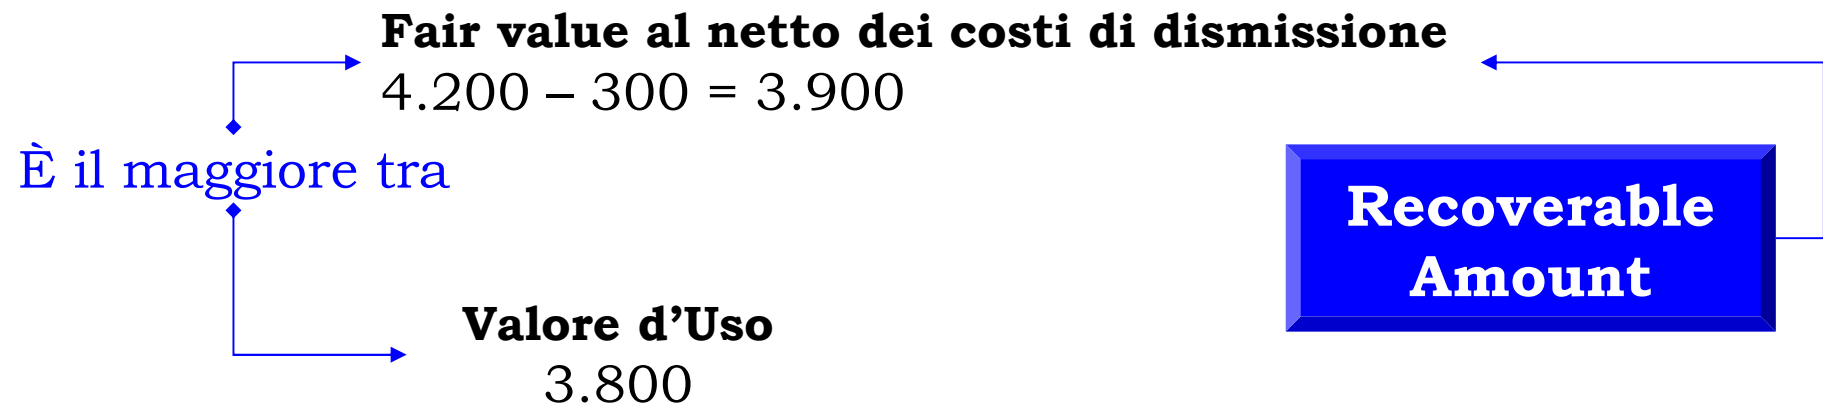 Fair value al netto dei costi di dismissione
4.200 – 300 = 3.900
È il maggiore tra
Recoverable
Amount
Valore d’Uso
3.800